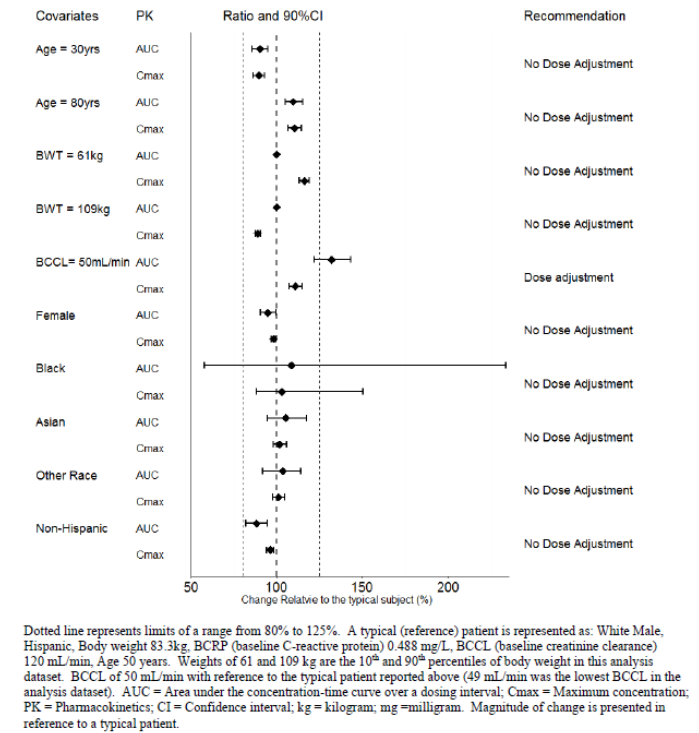 Covariates PK Ratio and 90%CI Recommendation
Age = 30yrs AUC
No Dose Adjustment
Cmax
Age = 80yrs AUC
No Dose Adjustment
Cmax
BWT = 61kg AUC
No Dose Adjustment
Cmax
BWT = 109kg AUC
No Dose Adjustment
Cmax
BCCL= 50mL/min AUC
Dose adjustment
Cmax
Female AUC
No Dose Adjustment
Cmax
Black AUC
No Dose Adjustment
Cmax
Asian AUC
No Dose Adjustment
Cmax
Other Race AUC
No Dose Adjustment
Cmax
Non-Hispanic AUC
No Dose Adjustment
Cmax
50 100 150 200
Change Relatvie to the typical subject (%)
Dotted line represents limits of a range from 80% to 125%. A typical (reference) patient is represented as: White Male,
Hispanic, Body weight 83.3kg, BCRP (baseline C-reactive protein) 0.488 mg/L, BCCL (baseline creatinine clearance)
120 mL/min, Age 50 years. Weights of 61 and 109 kg are the 10th and 90th percentiles of body weight in this analysis
dataset. BCCL of 50 mL/min with reference to the typical patient reported above (49 mL/min was the lowest BCCL in the
analysis dataset). AUC = Area under the concentration-time curve over a dosing interval; Cmax = Maximum concentration;
PK = Pharmacokinetics; CI = Confidence interval; kg = kilogram; mg =milligram. Magnitude of change is presented in
reference to a typical patient.